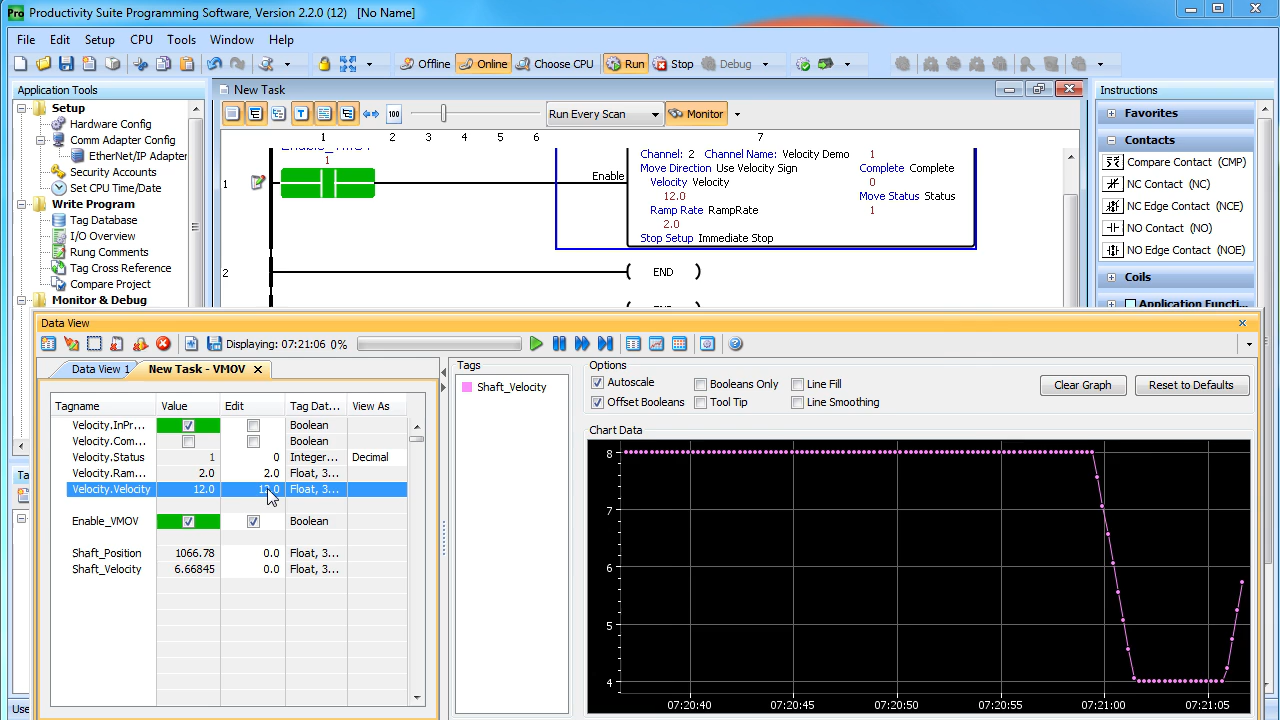 Pro Productivity Suite Programming Software, Version 2.2.0 (12) [No Name]
File Edit Setup CPU Tools Window Help
Offline Online Choose CPU Run Stop Debug
Application Tools
Setup
Hardware Config
Comm Adapter Config
EtherNet/IP Adapter
Security Accounts
Set CPU Time/Date
Write Program
Tag Database
I/O Overview
Rung Comments
Tag Cross Reference
Compare Project
Monitor & Debug
New Task
100 Run Every Scan Monitor
1 2 3 4 5 6 7
1
1
Enable
Channel: 2 Channel Name: Velocity Demo 1
Move Direction Use Velocity Sign Complete Complete
Velocity Velocity 0
12.0 Move Status Status
Ramp Rate RampRate 1
2.0
Stop Setup Immediate Stop
2 END
Instructions
Favorites
Contacts
Compare Contact (CMP)
NC Contact (NC)
NC Edge Contact (NCE)
NO Contact (NO)
NO Edge Contact (NOE)
Coils
Application Functi...
Data View
Displaying: 07:21:06 0%
Data View 1 New Task - VMOV
Tagname Value Edit Tag Dat... View As
Velocity.InPr... Boolean
Velocity.Com... Boolean
Velocity.Status 1 0 Integer... Decimal
Velocity.Ram... 2.0 2.0 Float, 3...
Velocity.Velocity 12.0 12.0 Float, 3...
Enable_VMOV Boolean
Shaft_Position 1066.78 0.0 Float, 3...
Shaft_Velocity 6.66845 0.0 Float, 3...
Tags
Shaft_Velocity
Options
Autoscale Booleans Only Line Fill
Offset Booleans Tool Tip Line Smoothing
Clear Graph Reset to Defaults
Chart Data
8
7
6
5
4
07:20:40 07:20:45 07:20:50 07:20:55 07:21:00 07:21:05